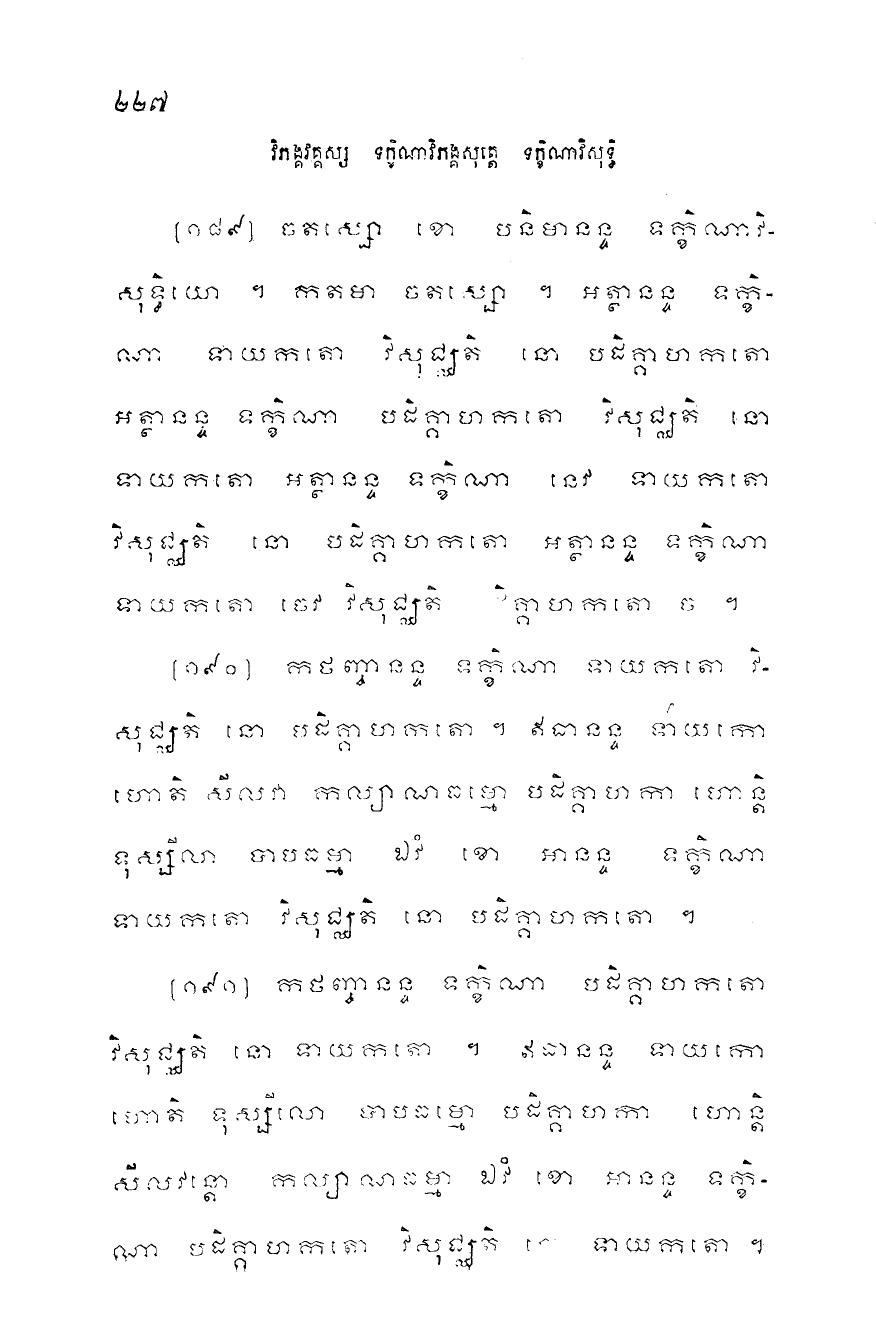 ២២៧
វិភង្គវគ្គស្ស ទក្ខិណាវិភង្គសុត្តេ ទក្ខិណាវិសុទ្ធិ
[១៨៩] ចតស្សោ ខោ បនិមានន្ទ ទក្ខិណាវិ-
សុទ្ធិយោ ។ កតមា ចតស្សោ ។ អត្ថានន្ទ ទក្ខិ-
ណា ទាយកតោ វិសុជ្ឈតិ នោ បដិគ្គាហកតោ
អត្ថានន្ទ ទក្ខិណា បដិគ្គាហកតោ វិសុជ្ឈតិ នោ
ទាយកតោ អត្ថានន្ទ ទក្ខិណា នេវ ទាយកតោ
វិសុជ្ឈតិ នោ បដិគ្គាហកតោ អត្ថានន្ទ ទក្ខិណា
ទាយកតោ ចេវ វិសុជ្ឈតិ ច ។
[១៩០] កថញ្ចានន្ទ ទក្ខិណា ទាយកតោ វិ-
សុជ្ឈតិ នោ បដិគ្គាហកតោ ។ ឥធានន្ទ ទាយកោ
ហោតិ សីលវា កល្យាណធម្មោ បដិគ្គាហកា ហោន្តិ
ទុស្សីលា បាបធម្មា ឯវំ ខោ អានន្ទ ទក្ខិណា
ទាយកតោ វិសុជ្ឈតិ នោ បដិគ្គាហកតោ ។
[១៩១] កថញ្ចានន្ទ ទក្ខិណា បដិគ្គាហកតោ
វិសុជ្ឈតិ នោ ទាយកតោ ។ ឥធានន្ទ ទាយកោ
ហោតិ ទុស្សីលោ បាបធម្មោ បដិគ្គាហកា ហោន្តិ
សីលវន្តោ កល្យាណធម្មា ឯវំ ខោ អានន្ទ ទក្ខិ-
ណា បដិគ្គាហកតោ វិសុជ្ឈតិ ទាយកតោ ។